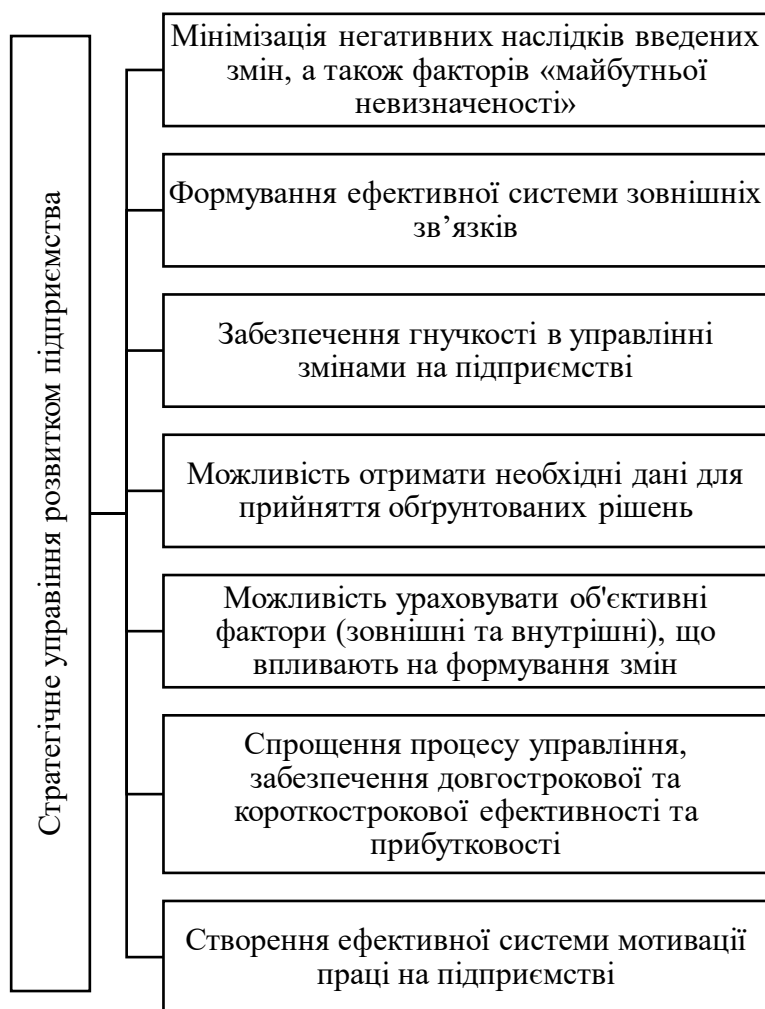 Стратегічне управіння розвитком підприємства
Мінімізація негативних наслідків введених
змін, а також факторів «майбутньої
невизначеності»
Формування ефективної системи зовнішніх
зв’язків
Забезпечення гнучкості в управлінні
змінами на підприємстві
Можливість отримати необхідні дані для
прийняття обґрунтованих рішень
Можливість ураховувати об'єктивні
фактори (зовнішні та внутрішні), що
впливають на формування змін
Спрощення процесу управління,
забезпечення довгострокової та
короткострокової ефективності та
прибутковості
Створення ефективної системи мотивації
праці на підприємстві